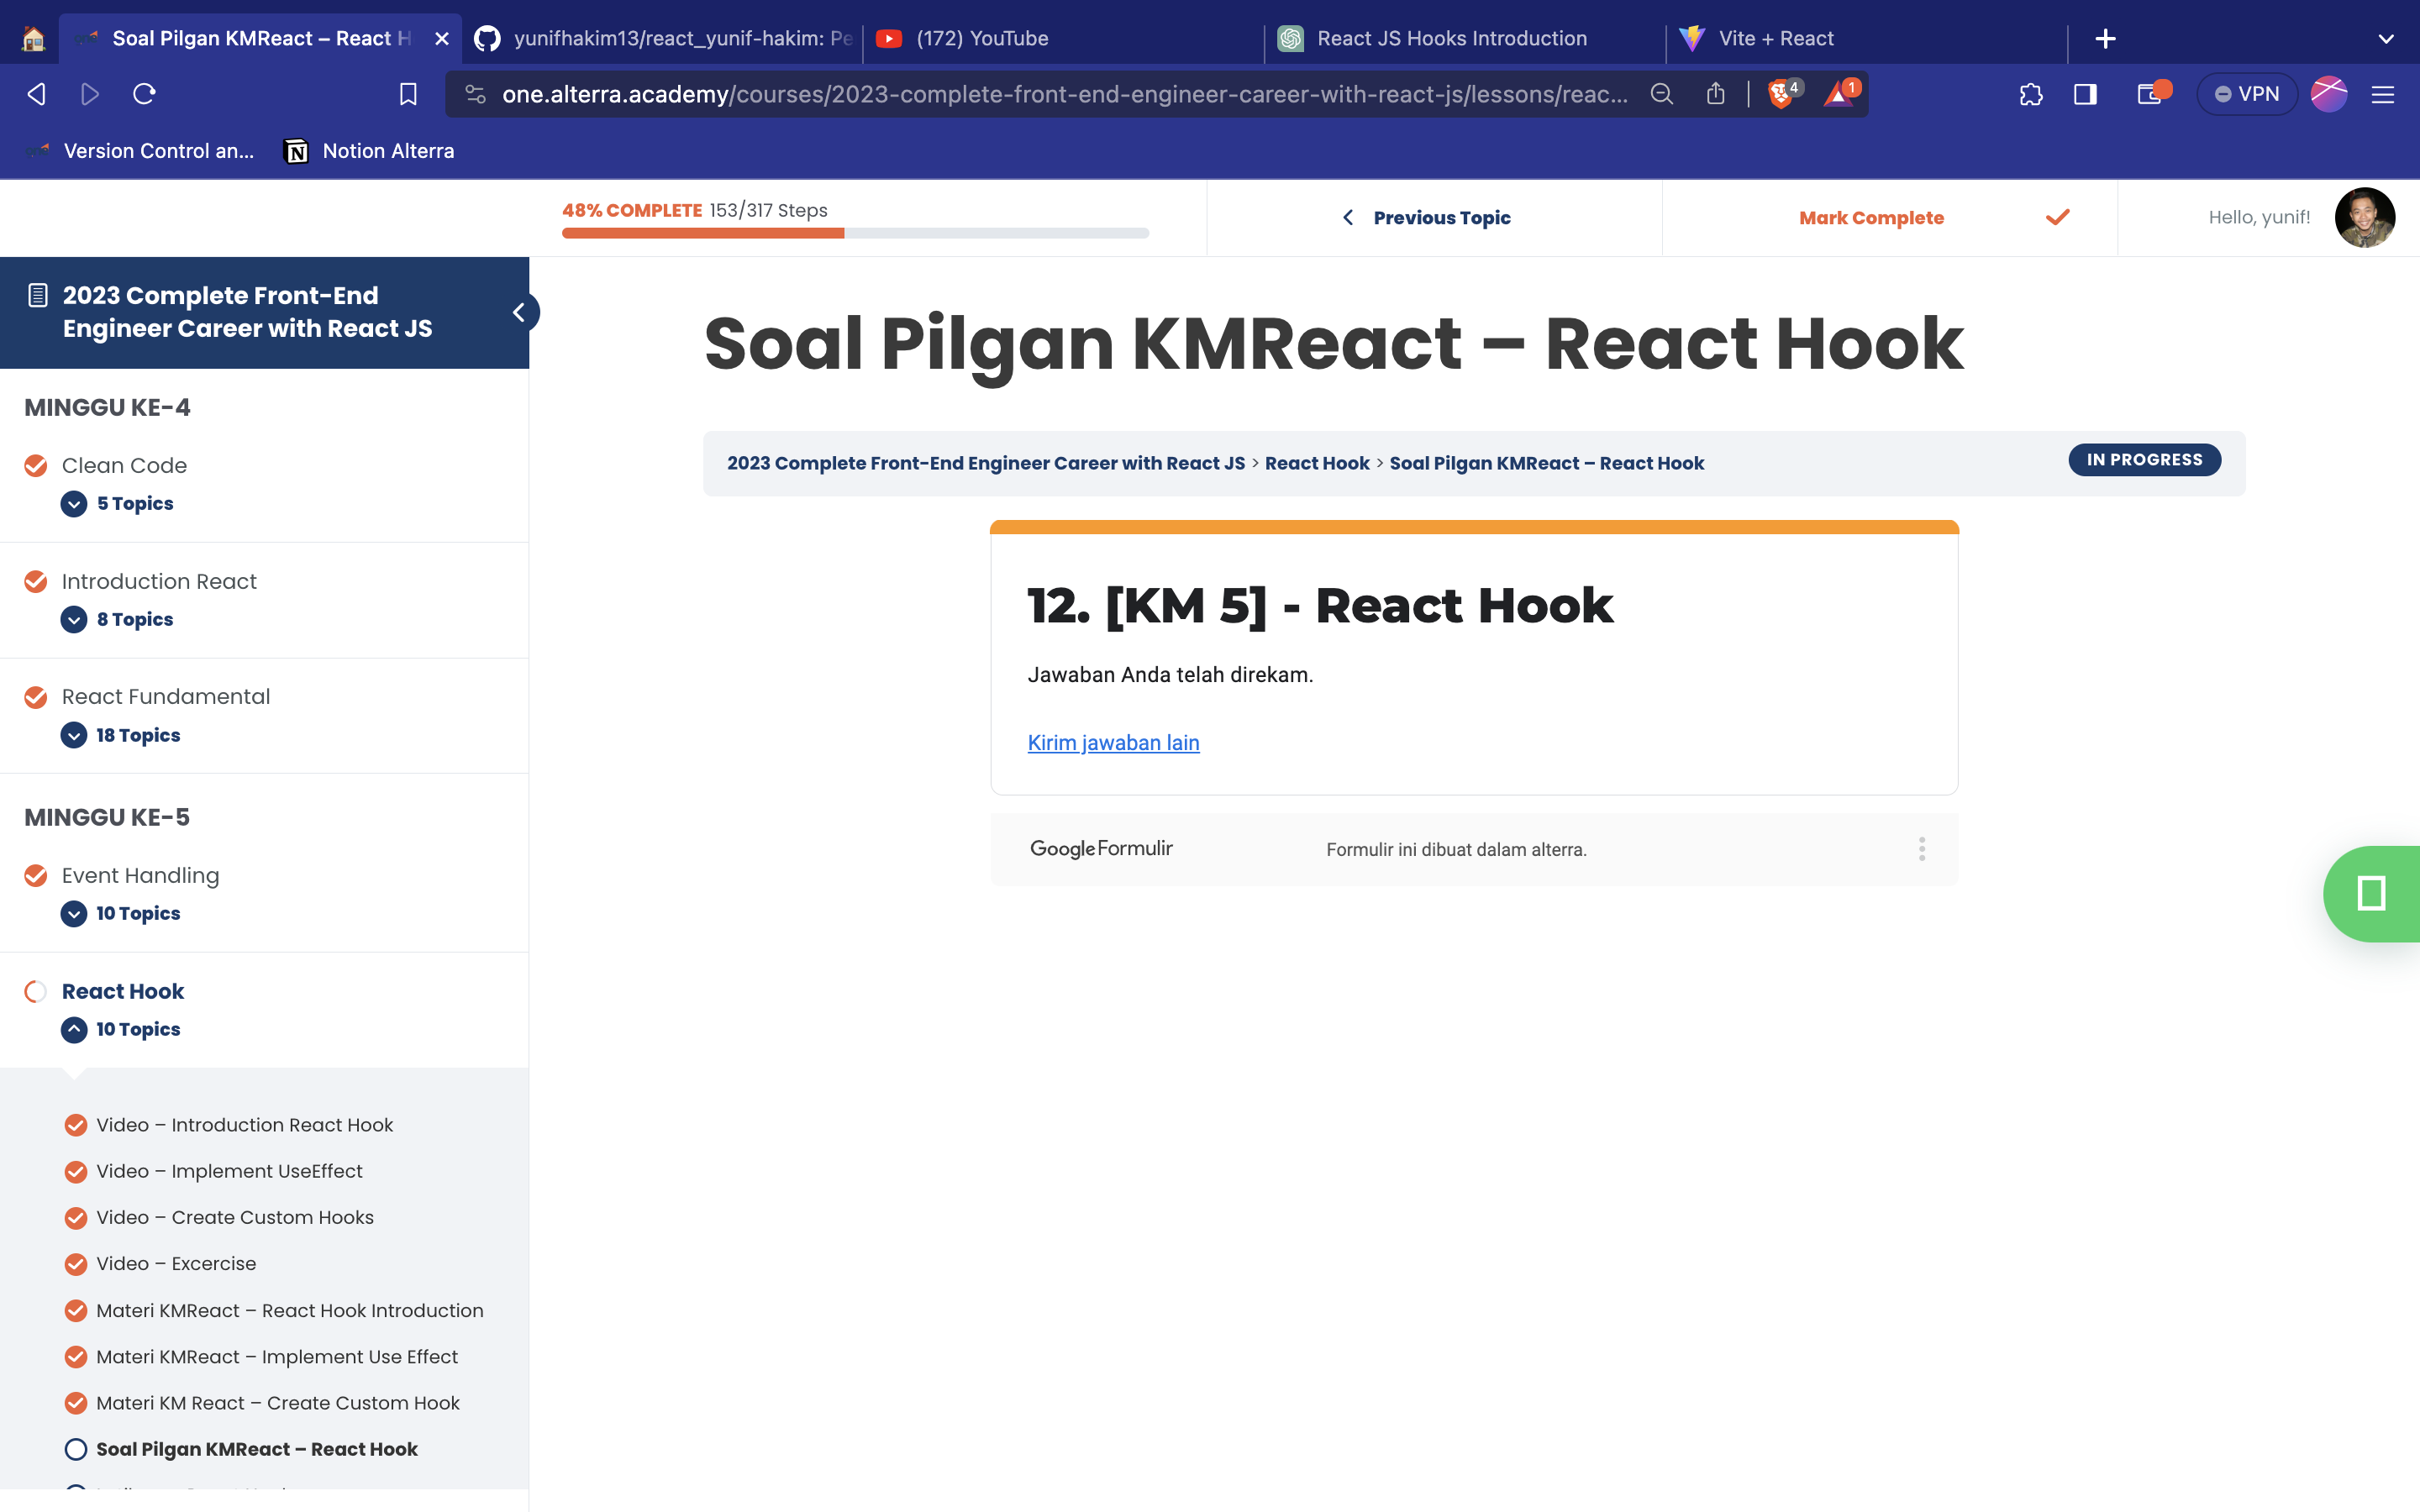 Soal Pilgan KMReact – React H
yunifhakim13/react_yunif-hakim: Pe
(172) YouTube
React JS Hooks Introduction
Vite + React
one.alterra.academy/courses/2023-complete-front-end-engineer-career-with-react-js/lessons/reac...
4
1
VPN
Version Control an...
Notion Alterra
48% COMPLETE 153/317 Steps
Previous Topic
Mark Complete
Hello, yunif!
2023 Complete Front-End
Engineer Career with React JS
MINGGU KE-4
Clean Code
5 Topics
Introduction React
8 Topics
React Fundamental
18 Topics
MINGGU KE-5
Event Handling
10 Topics
React Hook
10 Topics
Video – Introduction React Hook
Video – Implement UseEffect
Video – Create Custom Hooks
Video – Excercise
Materi KMReact – React Hook Introduction
Materi KMReact – Implement Use Effect
Materi KM React – Create Custom Hook
Soal Pilgan KMReact – React Hook
Soal Pilgan KMReact – React Hook
2023 Complete Front-End Engineer Career with React JS > React Hook > Soal Pilgan KMReact – React Hook
IN PROGRESS
12. [KM 5] - React Hook
Jawaban Anda telah direkam.
Kirim jawaban lain
Google Formulir
Formulir ini dibuat dalam alterra.